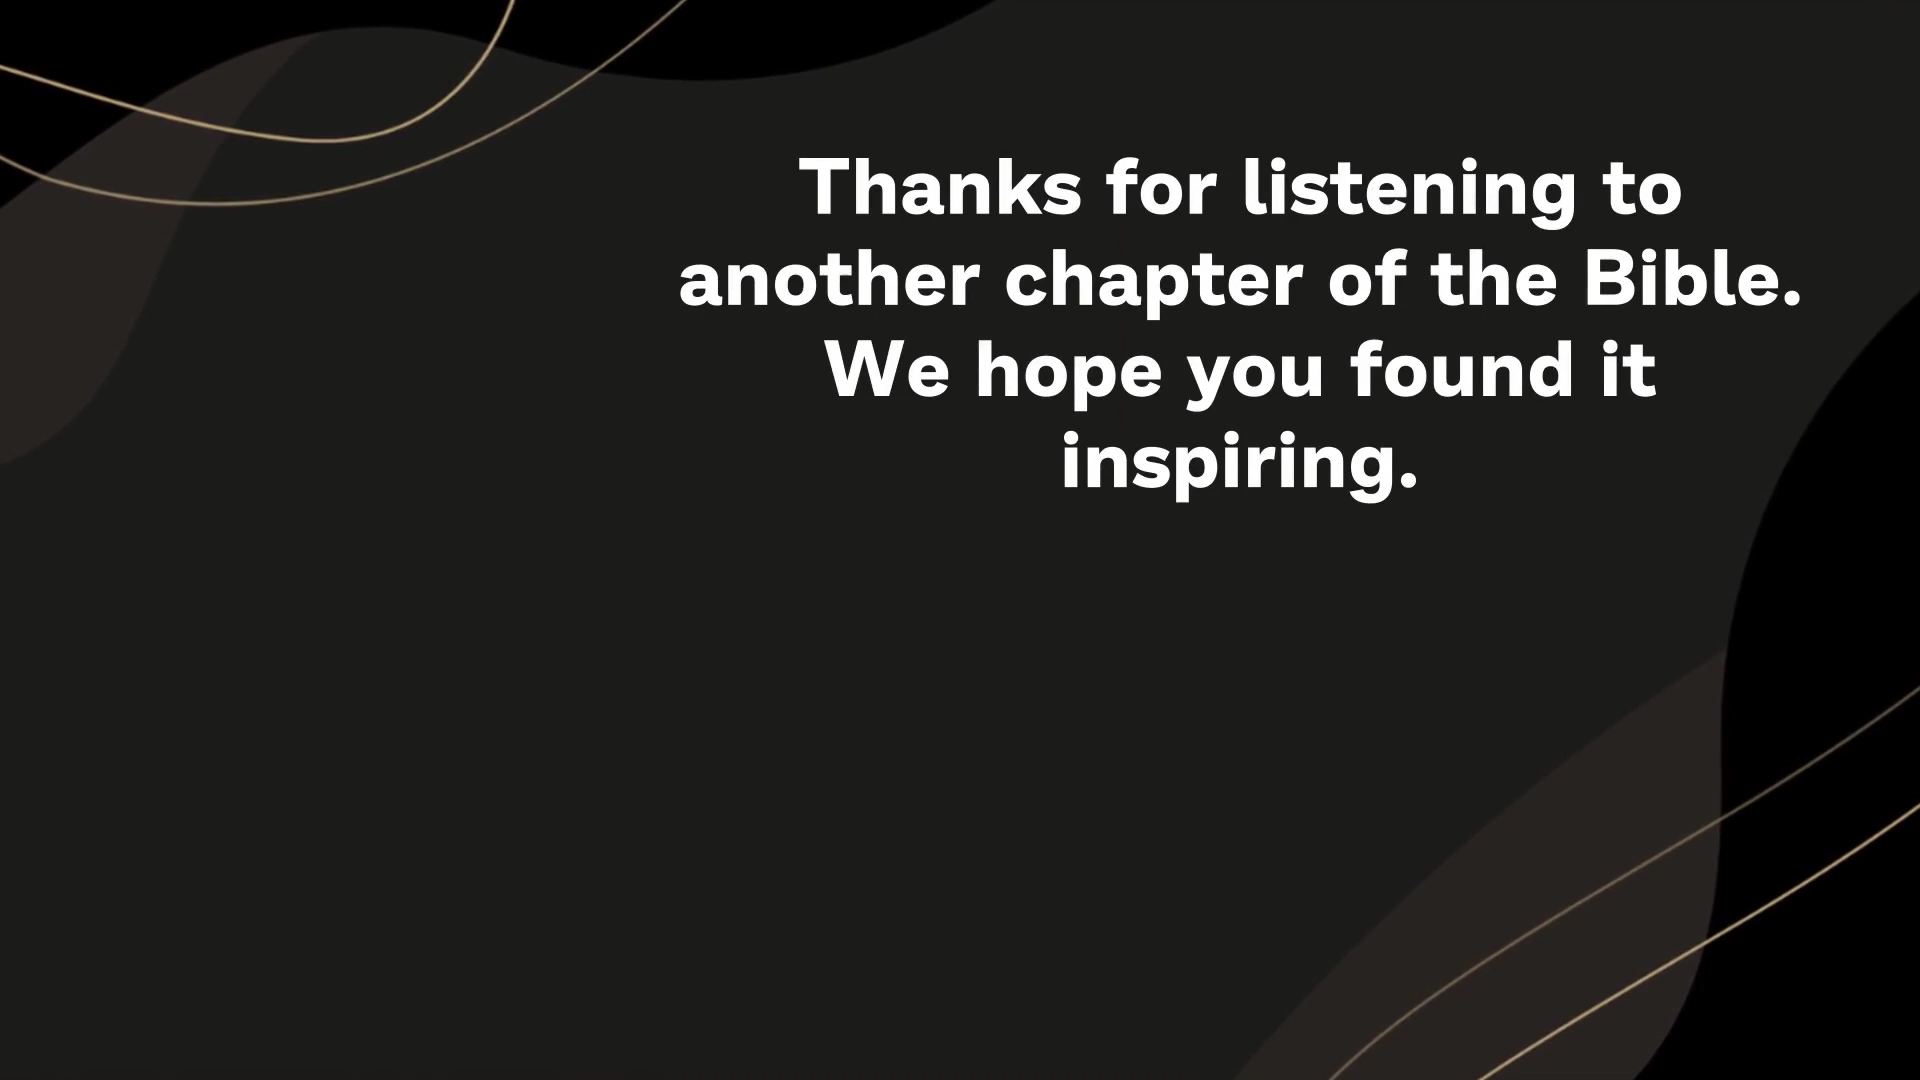 Thanks for listening to
another chapter of the Bible.
We hope you found it
inspiring.